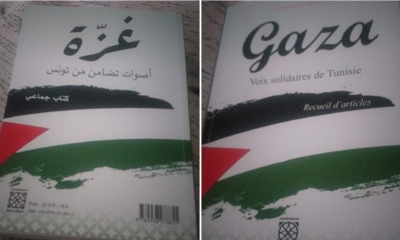 غزّة
أصوات تضامن من تونس
كتاب جماعي
Gaza
Voix solidaires de Tunisie
Recueil d'articles